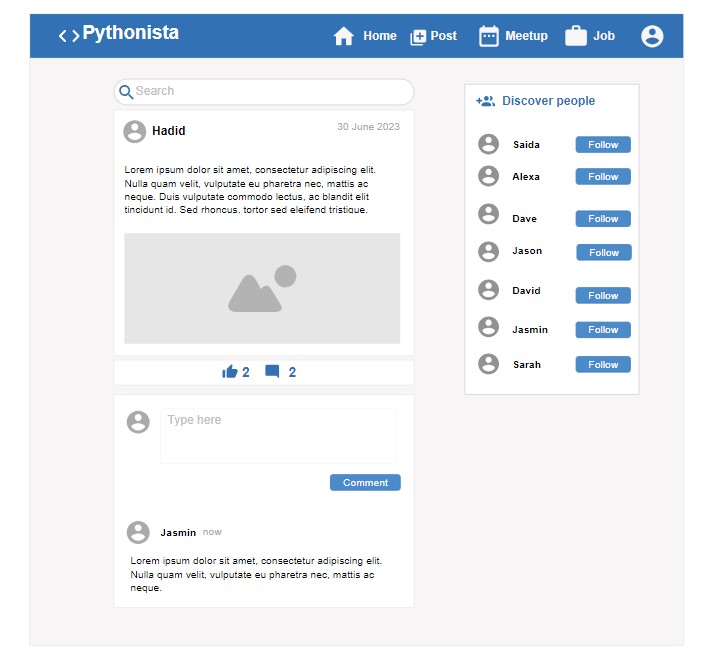 < > Pythonista Home Post Meetup Job
Search
Hadid 30 June 2023
Lorem ipsum dolor sit amet, consectetur adipiscing elit.
Nulla quam velit, vulputate eu pharetra nec, mattis ac
neque. Duis vulputate commodo lectus, ac blandit elit
tincidunt id. Sed rhoncus, tortor sed eleifend tristique.
2 2
Type here
Comment
Jasmin now
Lorem ipsum dolor sit amet, consectetur adipiscing elit.
Nulla quam velit, vulputate eu pharetra nec, mattis ac
neque.
Discover people
Saida Follow
Alexa Follow
Dave Follow
Jason Follow
David Follow
Jasmin Follow
Sarah Follow